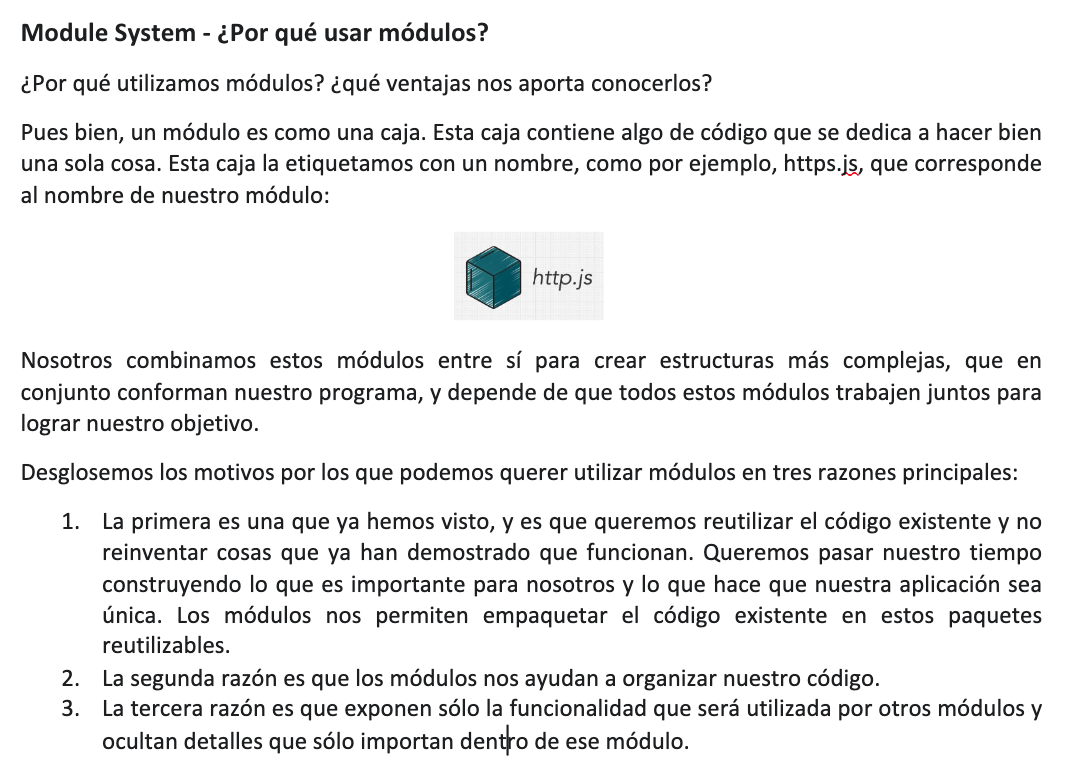 Module System - ¿Por qué usar módulos?
¿Por qué utilizamos módulos? ¿qué ventajas nos aporta conocerlos?
Pues bien, un módulo es como una caja. Esta caja contiene algo de código que se dedica a hacer bien
una sola cosa. Esta caja la etiquetamos con un nombre, como por ejemplo, https.js, que corresponde
al nombre de nuestro módulo:
http.js
Nosotros combinamos estos módulos entre sí para crear estructuras más complejas, que en
conjunto conforman nuestro programa, y depende de que todos estos módulos trabajen juntos para
lograr nuestro objetivo.
Desglosemos los motivos por los que podemos querer utilizar módulos en tres razones principales:
1. La primera es una que ya hemos visto, y es que queremos reutilizar el código existente y no
reinventar cosas que ya han demostrado que funcionan. Queremos pasar nuestro tiempo
construyendo lo que es importante para nosotros y lo que hace que nuestra aplicación sea
única. Los módulos nos permiten empaquetar el código existente en estos paquetes
reutilizables.
2. La segunda razón es que los módulos nos ayudan a organizar nuestro código.
3. La tercera razón es que exponen sólo la funcionalidad que será utilizada por otros módulos y
ocultan detalles que sólo importan dentro de ese módulo.